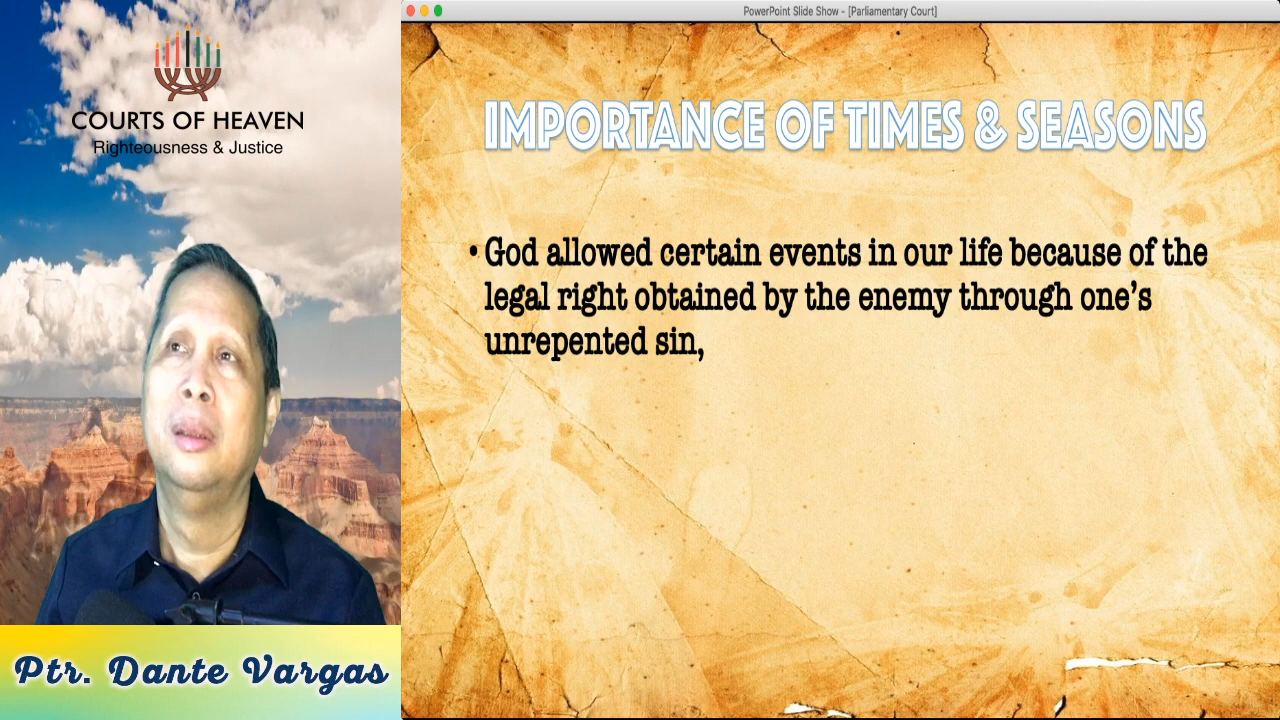 COURTS OF HEAVEN
Righteousness & Justice
Ptr. Dante Vargas
PowerPoint Slide Show - [Parliamentary Court]
IMPORTANCE OF TIMES & SEASONS
• God allowed certain events in our life because of the
legal right obtained by the enemy through one’s
unrepented sin,